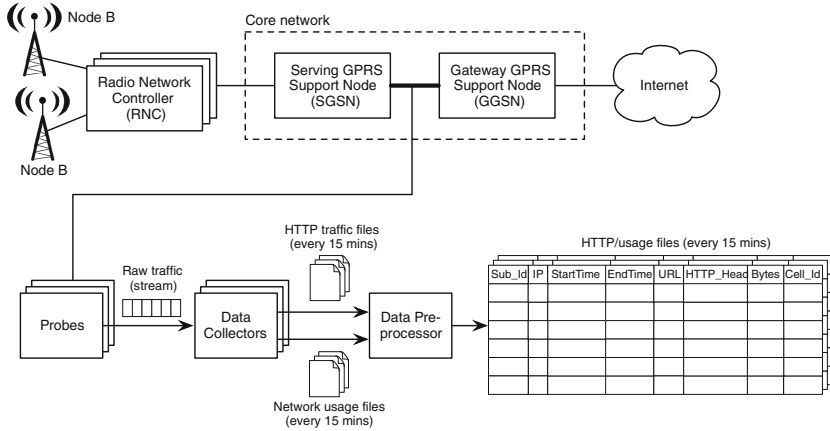 Core network
Node B
Node B
Radio Network
Controller
(RNC)
Serving GPRS
Support Node
(SGSN)
Gateway GPRS
Support Node
(GGSN)
Internet
HTTP traffic files
(every 15 mins)
Raw traffic
(stream)
Probes
Data
Collectors
Data Pre-
processor
Network usage files
(every 15 mins)
HTTP/usage files (every 15 mins)
Sub_Id IP StartTime EndTime URL HTTP_Head Bytes Cell_Id